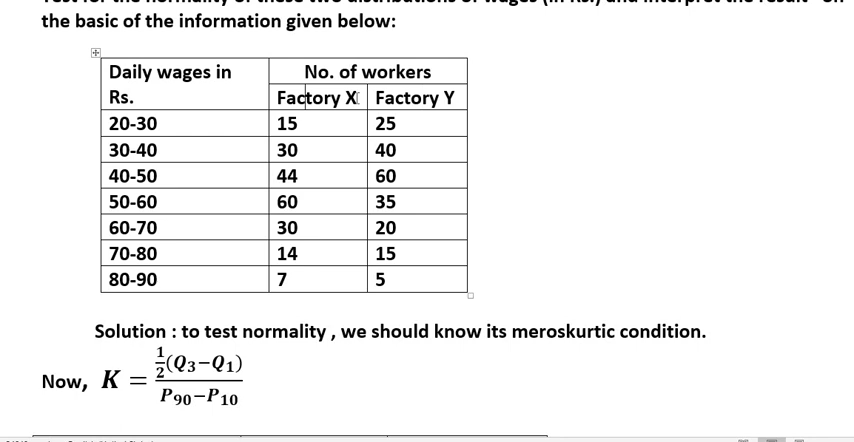 the basic of the information given below:
Daily wages in Rs. No. of workers
Factory X Factory Y
20-30 15 25
30-40 30 40
40-50 44 60
50-60 60 35
60-70 30 20
70-80 14 15
80-90 7 5
Solution : to test normality , we should know its meroskurtic condition.
Now, K = ½(Q₃−Q₁) / P₉₀−P₁₀